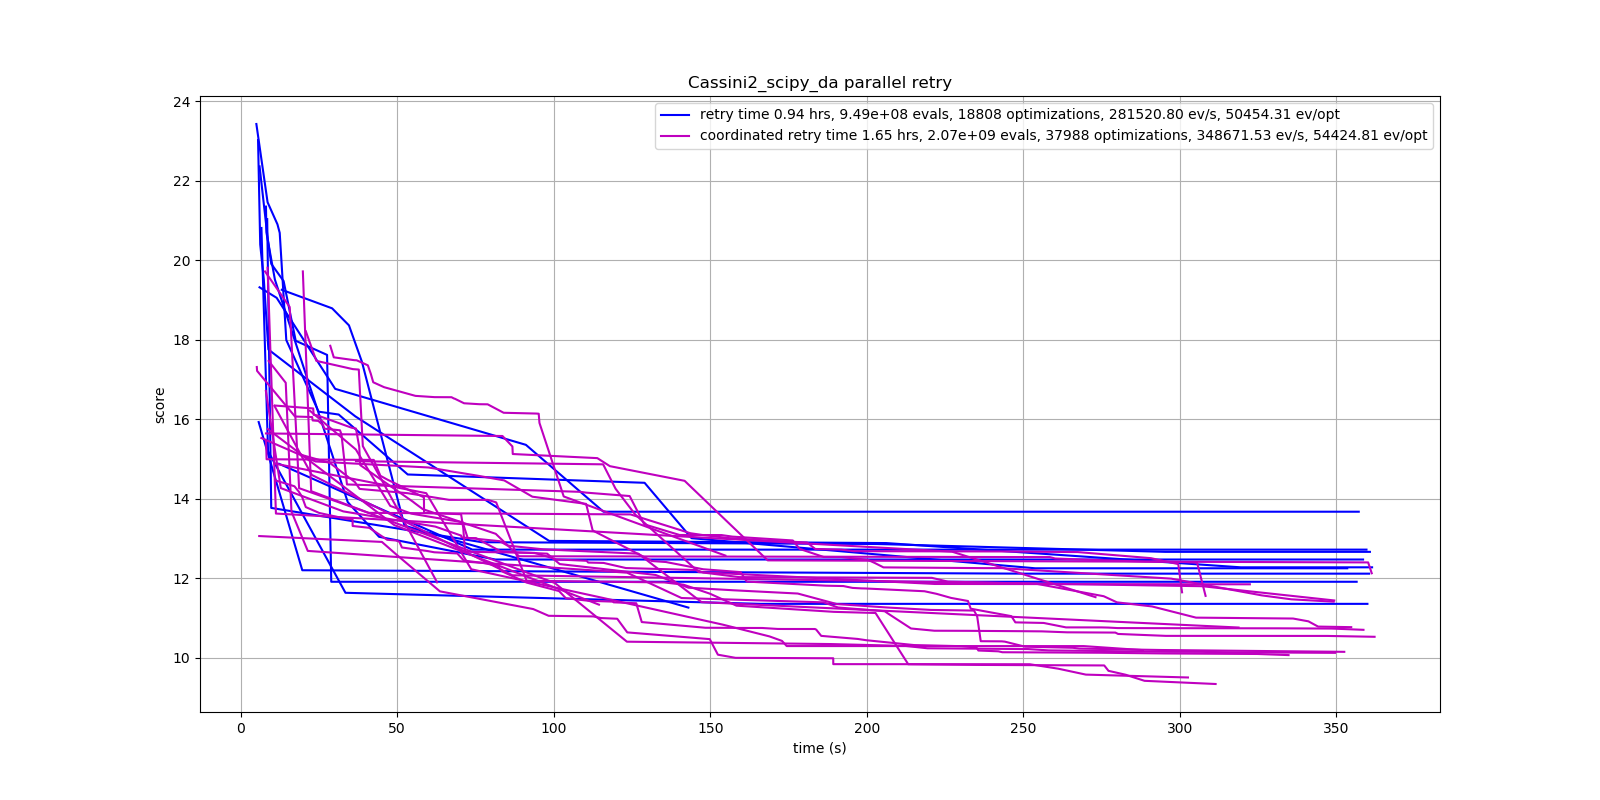 Cassini2_scipy_da parallel retry
retry time 0.94 hrs, 9.49e+08 evals, 18808 optimizations, 281520.80 ev/s, 50454.31 ev/opt
coordinated retry time 1.65 hrs, 2.07e+09 evals, 37988 optimizations, 348671.53 ev/s, 54424.81 ev/opt
24
22
20
18
16
14
12
10
score
0 50 100 150 200 250 300 350
time (s)